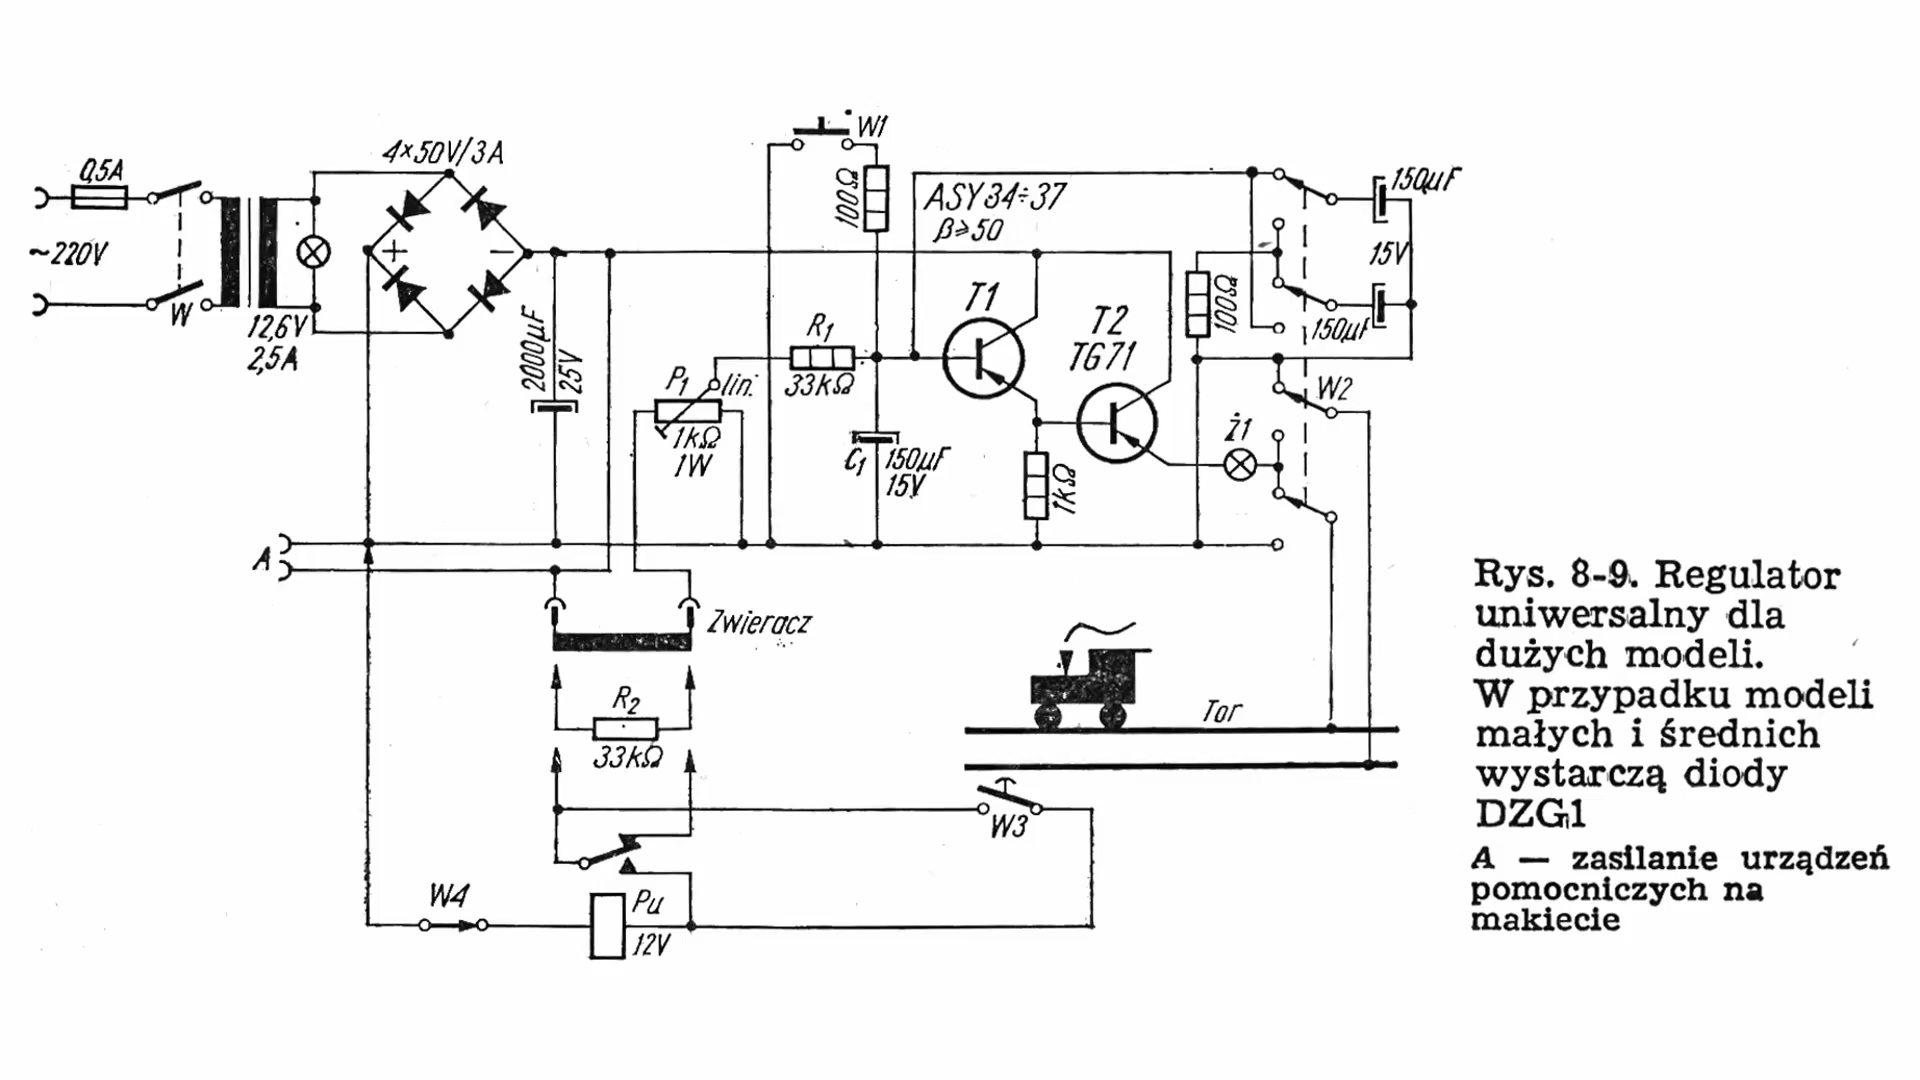 0,5A
~220V
W
12,6V
2,5A
4×50V/3A
+
−
2000μF
25V
W1
100Ω
ASY34÷37
β≥50
T1
T2
TG71
R1
33kΩ
P1
lin.
1kΩ
1W
C1
150μF
15V
1kΩ
100Ω
150μF
15V
150μF
W2
Ż1
A
Zwieracz
R2
33kΩ
Tor
W3
W4
Pu
12V
Rys. 8-9. Regulator
uniwersalny dla
dużych modeli.
W przypadku modeli
małych i średnich
wystarczą diody
DZG1
A — zasilanie urządzeń
pomocniczych na
makiecie